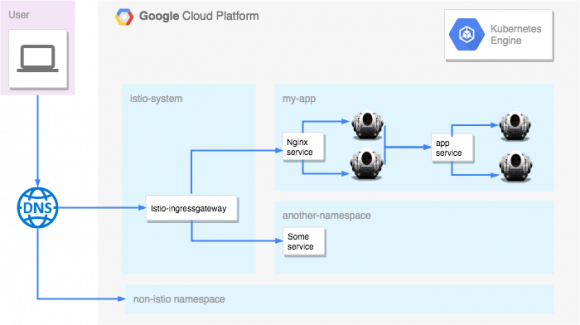 User
Google Cloud Platform
Kubernetes
Engine
istio-system
my-app
Nginx
service
app
service
DNS
Istio-ingressgateway
another-namespace
Some
service
non-istio namespace